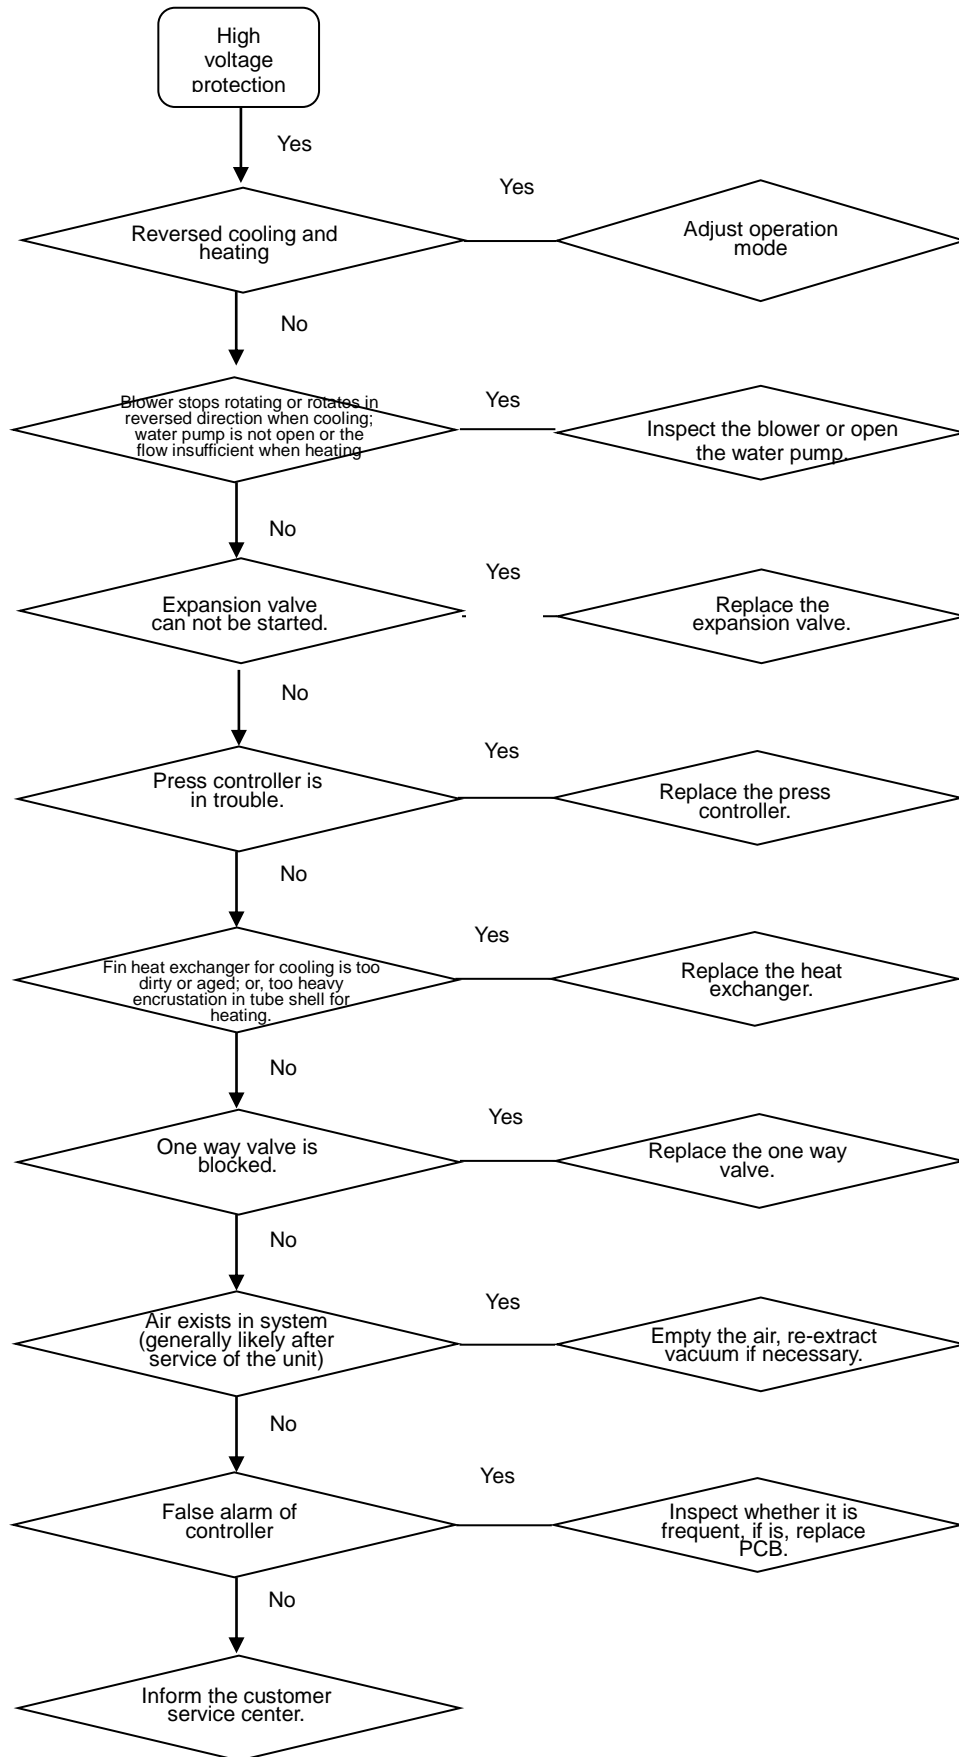 High
voltage
protection
Yes
Yes
Reversed cooling and
heating
Adjust operation
mode
No
Blower stops rotating or rotates in
reversed direction when cooling;
water pump is not open or the
flow insufficient when heating
Yes
Inspect the blower or open
the water pump.
No
Yes
Expansion valve
can not be started.
Replace the
expansion valve.
No
Yes
Press controller is
in trouble.
Replace the press
controller.
No
Yes
Fin heat exchanger for cooling is too
dirty or aged; or, too heavy
encrustation in tube shell for
heating.
Replace the heat
exchanger.
No
Yes
One way valve is
blocked.
Replace the one way
valve.
No
Yes
Air exists in system
(generally likely after
service of the unit)
Empty the air, re-extract
vacuum if necessary.
No
Yes
False alarm of
controller
Inspect whether it is
frequent, if is, replace
PCB.
No
Inform the customer
service center.